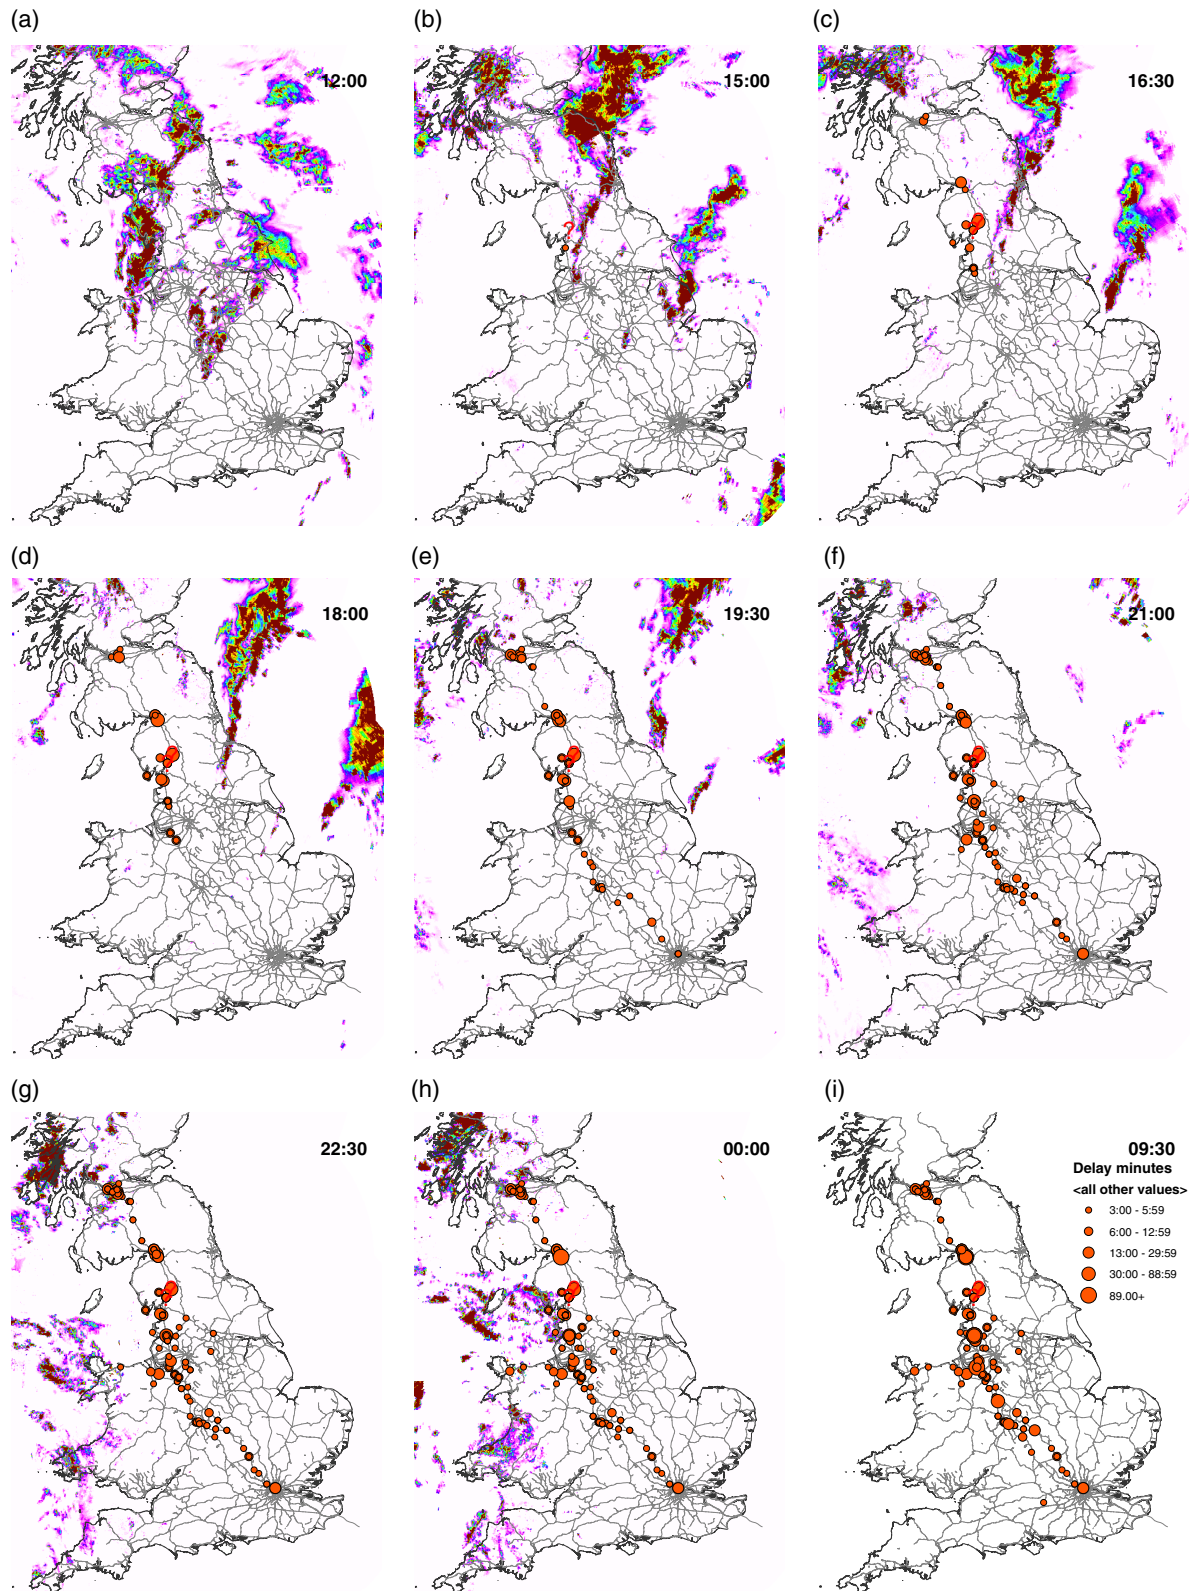 (a)
12:00
(b)
15:00
?
(c)
16:30
(d)
18:00
(e)
19:30
(f)
21:00
(g)
22:30
(h)
00:00
(i)
09:30
Delay minutes
<all other values>
3:00 - 5:59
6:00 - 12:59
13:00 - 29:59
30:00 - 88:59
89.00+